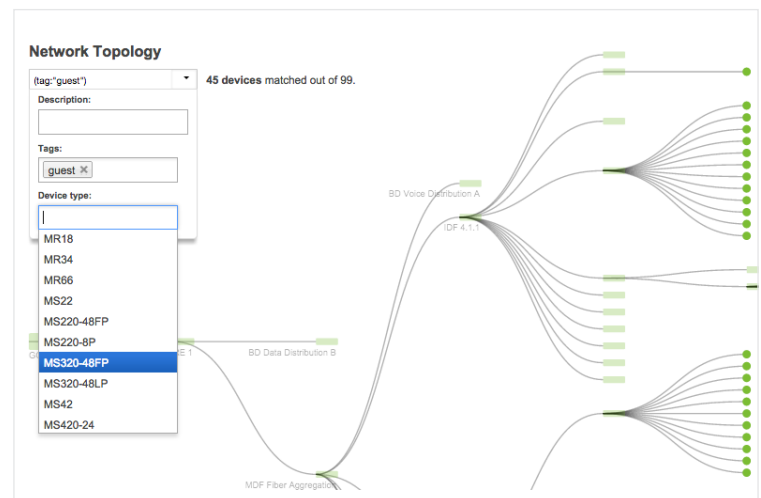 Network Topology
(tag:"guest")
45 devices matched out of 99.
Description:
Tags:
guest ×
Device type:
MR18
MR34
MR66
MS22
MS220-48FP
MS220-8P
MS320-48FP
MS320-48LP
MS42
MS420-24
BD Voice Distribution A
IDF 4.1.1
E 1
BD Data Distribution B
MDF Fiber Aggregation